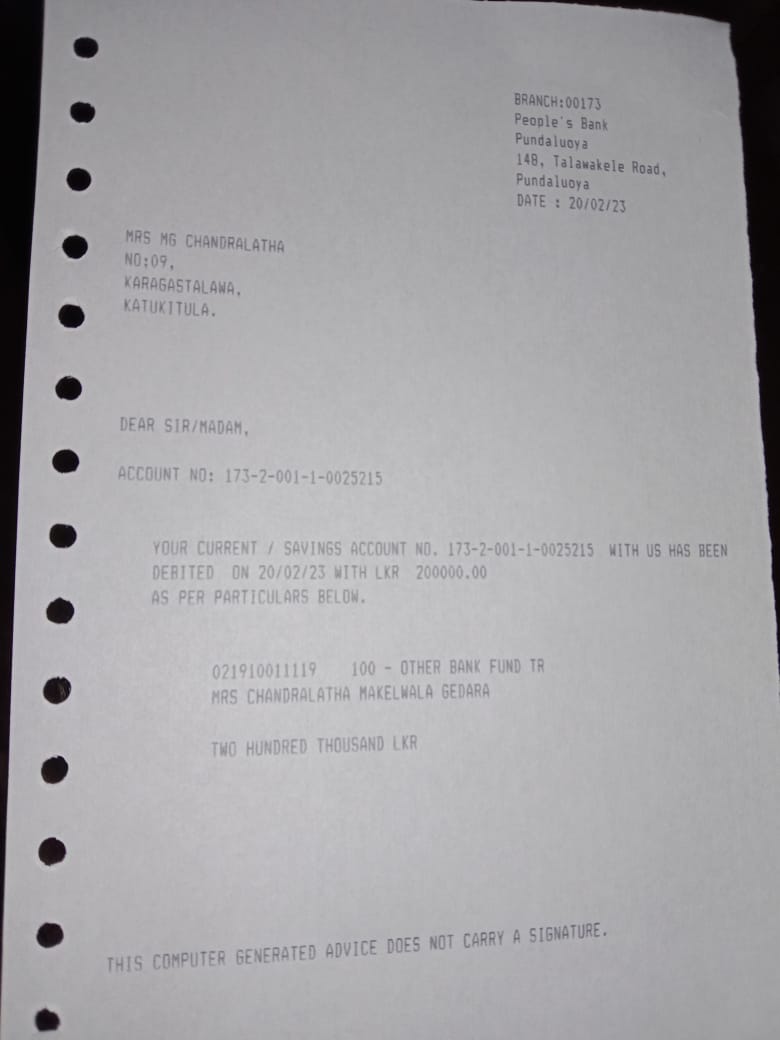 BRANCH:00173
People's Bank
Pundaluoya
148, Talawakele Road,
Pundaluoya
DATE : 20/02/23
MRS MG CHANDRALATHA
NO;09,
KARAGASTALAWA,
KATUKITULA.
DEAR SIR/MADAM,
ACCOUNT NO: 173-2-001-1-0025215
YOUR CURRENT / SAVINGS ACCOUNT NO. 173-2-001-1-0025215 WITH US HAS BEEN
DEBITED ON 20/02/23 WITH LKR 200000.00
AS PER PARTICULARS BELOW.
021910011119 100 - OTHER BANK FUND TR
MRS CHANDRALATHA MAKELWALA GEDARA
TWO HUNDRED THOUSAND LKR
THIS COMPUTER GENERATED ADVICE DOES NOT CARRY A SIGNATURE.